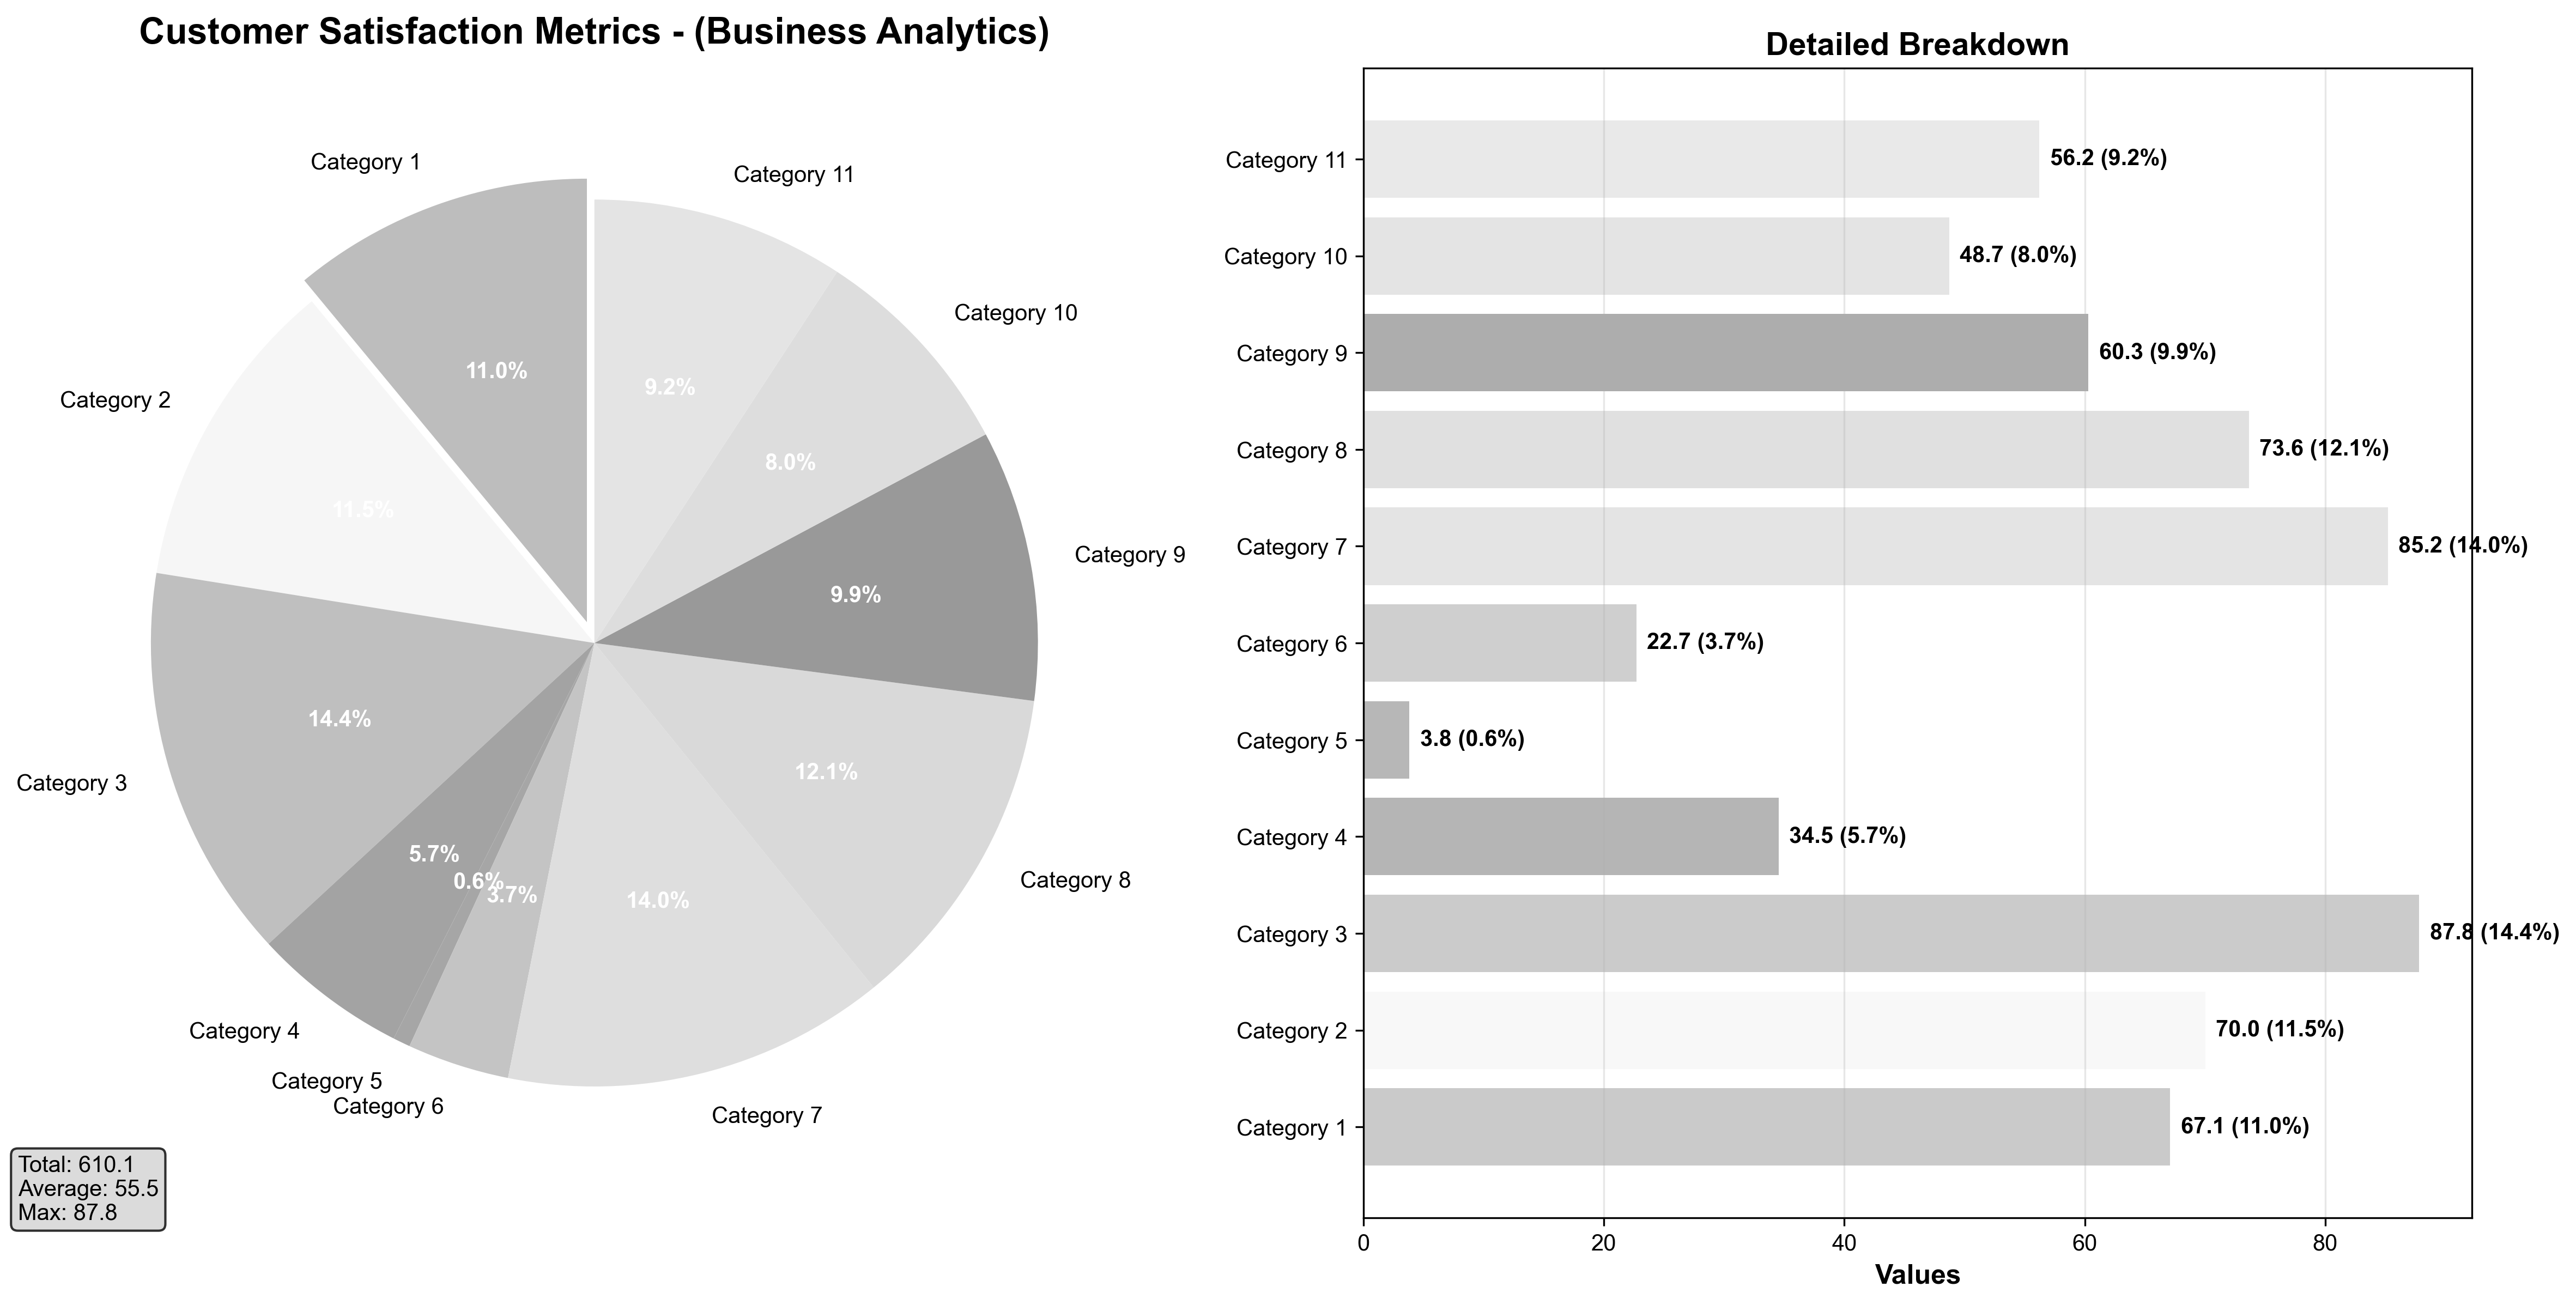 Customer Satisfaction Metrics - (Business Analytics)
Category 1
Category 11
Category 10
Category 2
Category 9
Category 3
Category 8
Category 4
Category 5
Category 6
Category 7
11.0%
9.2%
8.0%
11.5%
9.9%
14.4%
12.1%
5.7%
0.6%
3.7%
14.0%
Total: 610.1
Average: 55.5
Max: 87.8
Detailed Breakdown
Category 11 56.2 (9.2%)
Category 10 48.7 (8.0%)
Category 9 60.3 (9.9%)
Category 8 73.6 (12.1%)
Category 7 85.2 (14.0%)
Category 6 22.7 (3.7%)
Category 5 3.8 (0.6%)
Category 4 34.5 (5.7%)
Category 3 87.8 (14.4%)
Category 2 70.0 (11.5%)
Category 1 67.1 (11.0%)
0 20 40 60 80
Values